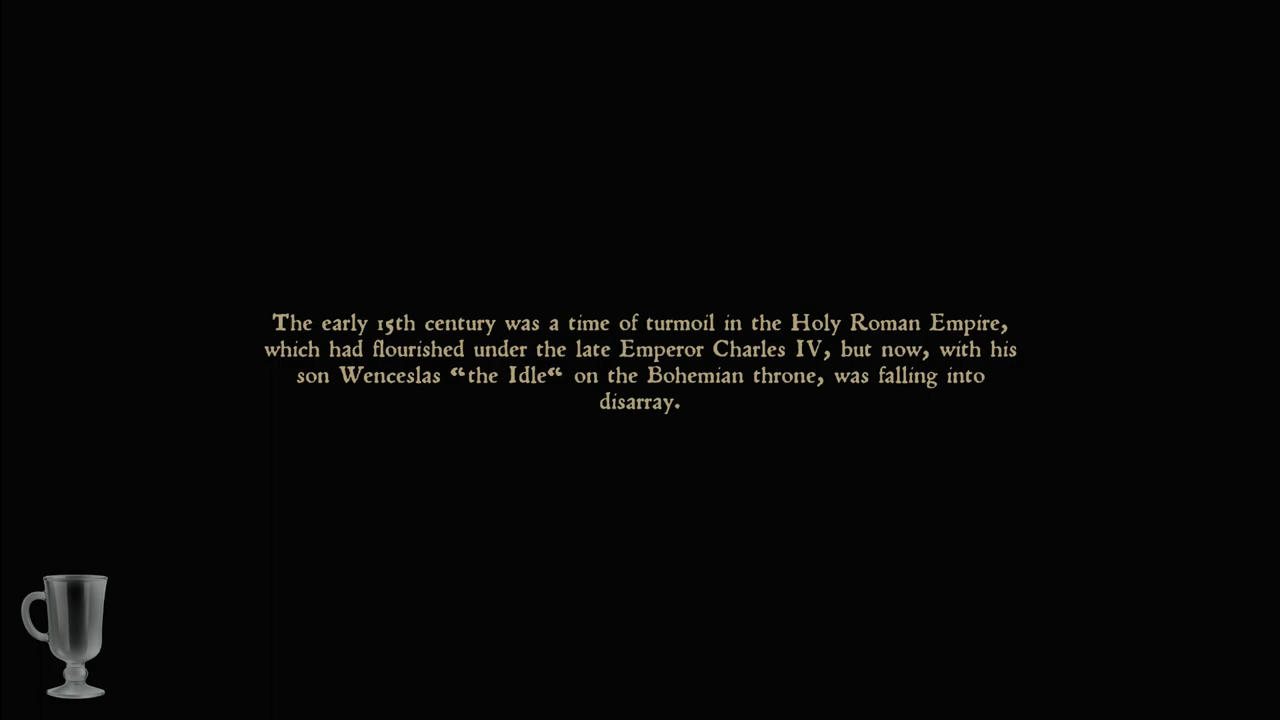 The early 15th century was a time of turmoil in the Holy Roman Empire,
which had flourished under the late Emperor Charles IV, but now, with his
son Wenceslas “the Idle“ on the Bohemian throne, was falling into
disarray.